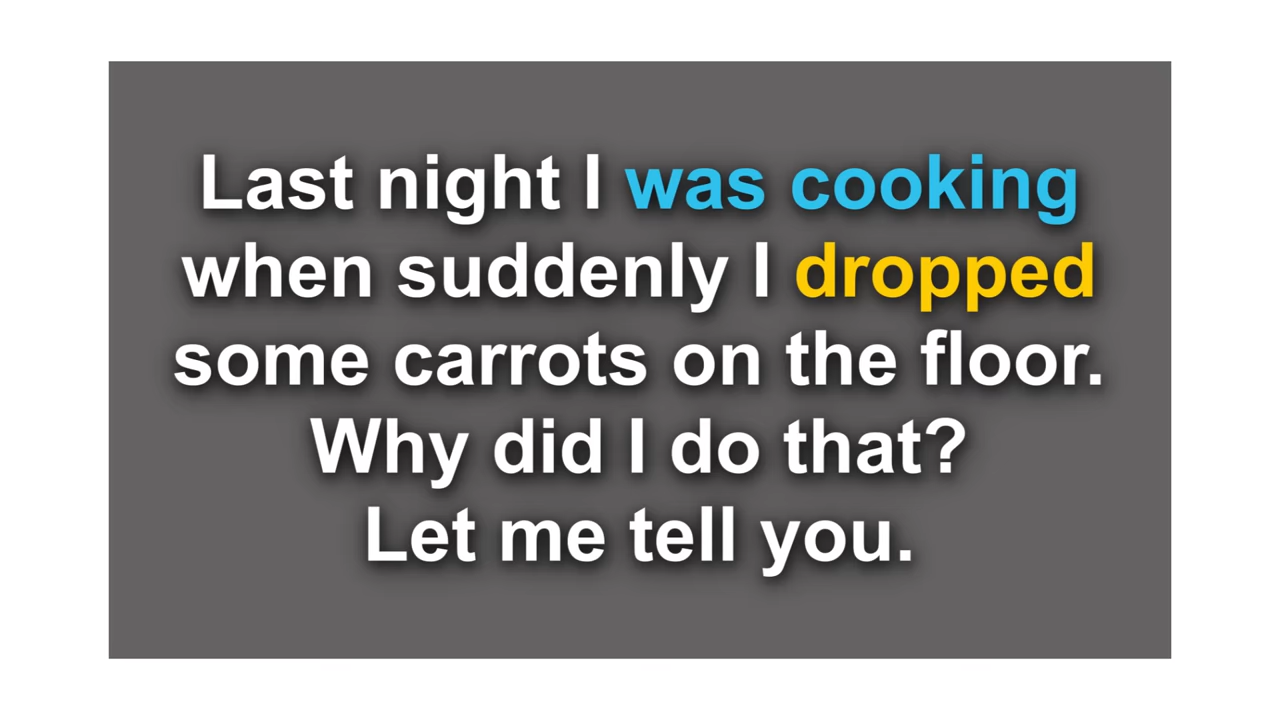 Last night I was cooking
when suddenly I dropped
some carrots on the floor.
Why did I do that?
Let me tell you.